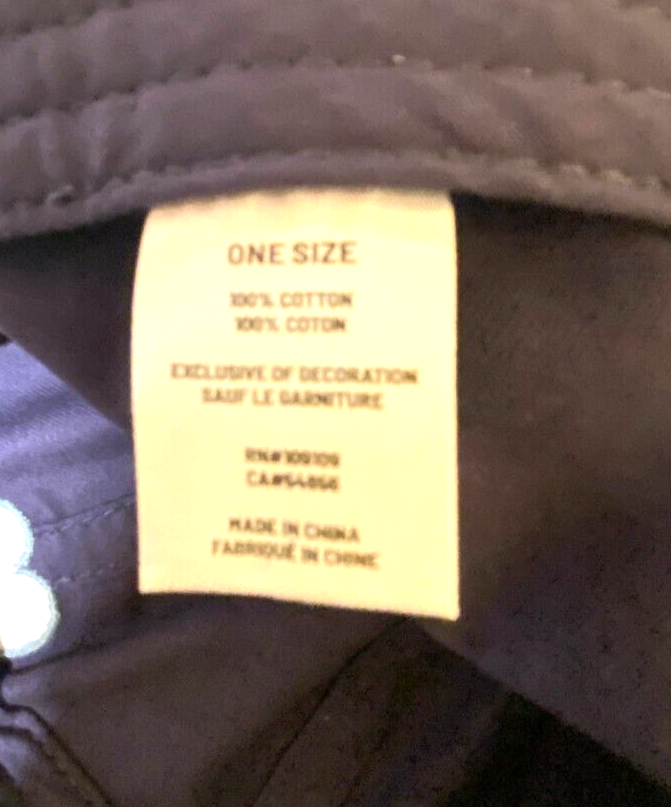 ONE SIZE
100% COTTON
100% COTON
EXCLUSIVE OF DECORATION
SAUF LE GARNITURE
RN#109109
CA#54856
MADE IN CHINA
FABRIQUÉ IN CHINE